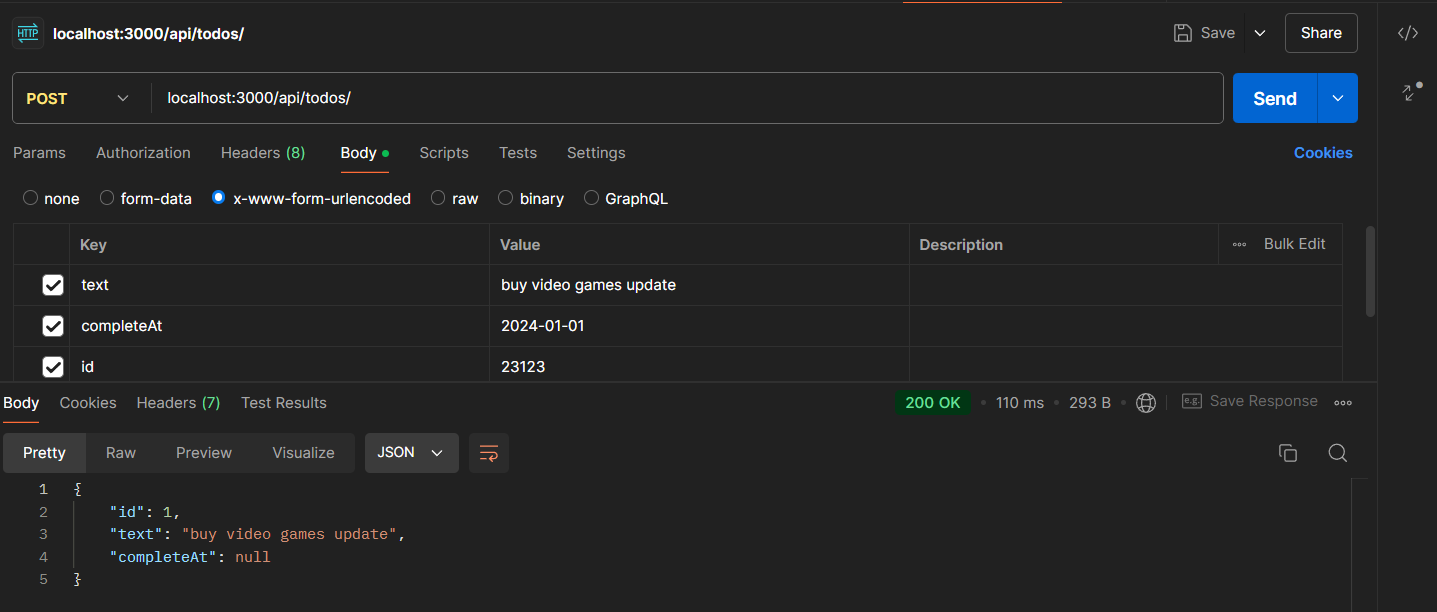 HTTP localhost:3000/api/todos/ Save Share
POST localhost:3000/api/todos/ Send
Params Authorization Headers (8) Body Scripts Tests Settings Cookies
none form-data x-www-form-urlencoded raw binary GraphQL
Key Value Description Bulk Edit
text buy video games update
completeAt 2024-01-01
id 23123
Body Cookies Headers (7) Test Results 200 OK 110 ms 293 B e.g. Save Response
Pretty Raw Preview Visualize JSON
1 {
2 "id": 1,
3 "text": "buy video games update",
4 "completeAt": null
5 }